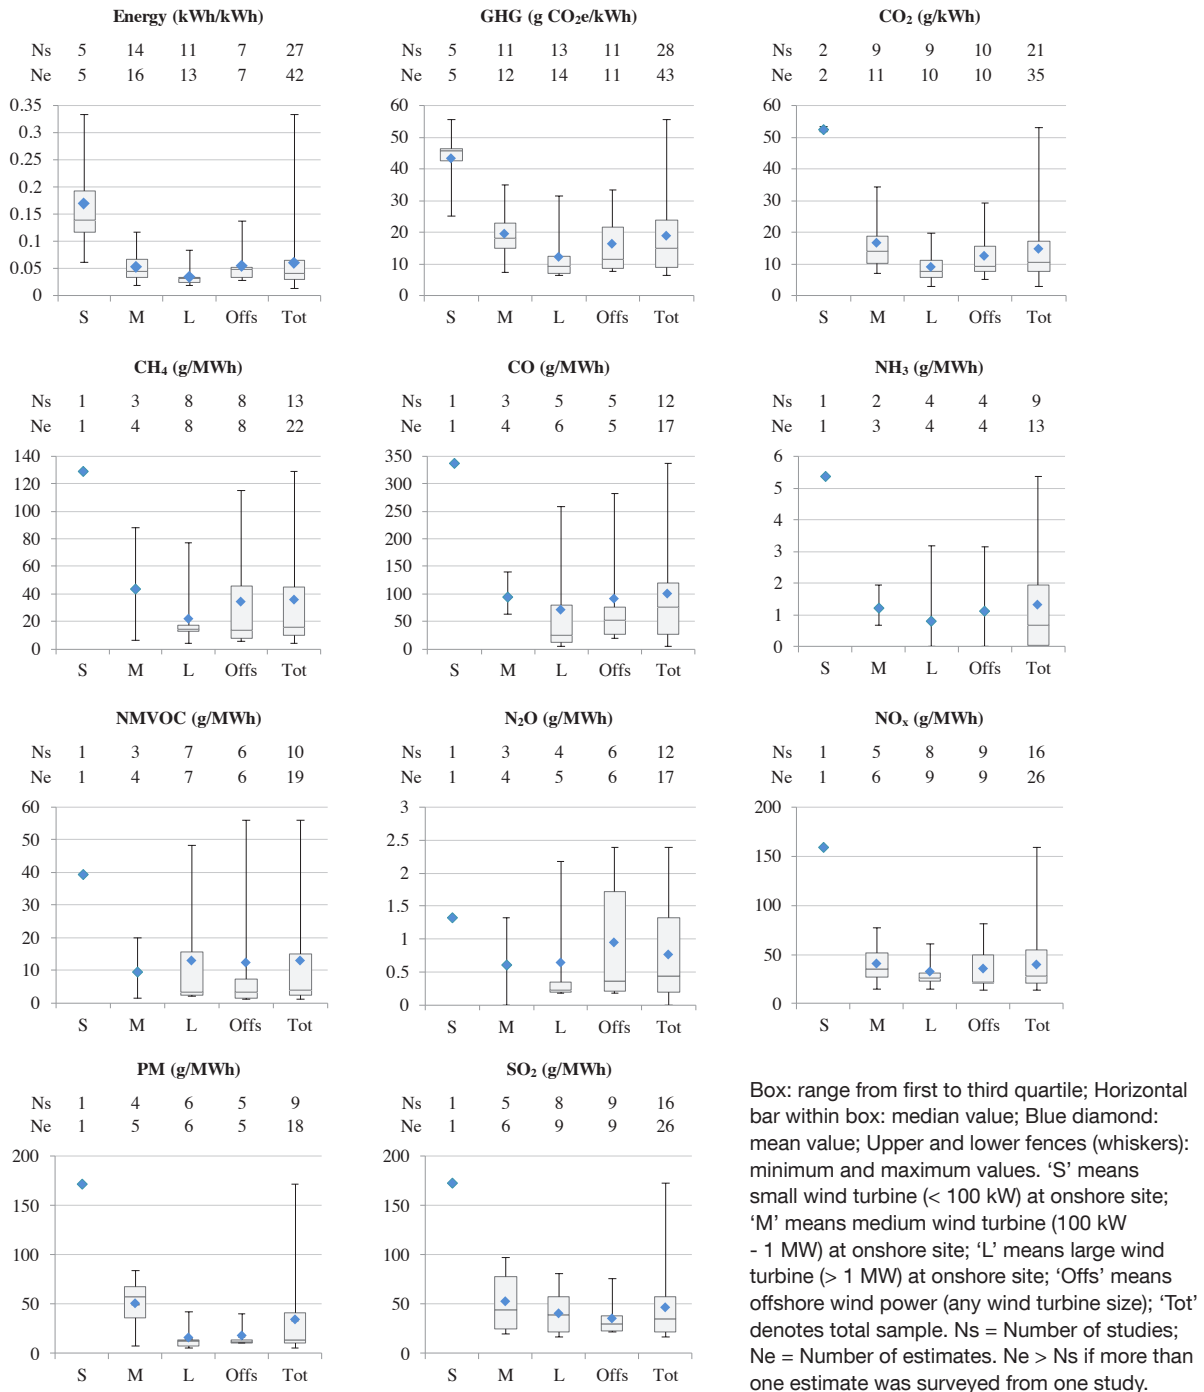 Energy (kWh/kWh)
Ns 5 14 11 7 27
Ne 5 16 13 7 42
0.35
0.3
0.25
0.2
0.15
0.1
0.05
0
S M L Offs Tot
GHG (g CO₂e/kWh)
Ns 5 11 13 11 28
Ne 5 12 14 11 43
60
50
40
30
20
10
0
S M L Offs Tot
CO₂ (g/kWh)
Ns 2 9 9 10 21
Ne 2 11 10 10 35
60
50
40
30
20
10
0
S M L Offs Tot
CH₄ (g/MWh)
Ns 1 3 8 8 13
Ne 1 4 8 8 22
140
120
100
80
60
40
20
0
S M L Offs Tot
CO (g/MWh)
Ns 1 3 5 5 12
Ne 1 4 6 5 17
350
300
250
200
150
100
50
0
S M L Offs Tot
NH₃ (g/MWh)
Ns 1 2 4 4 9
Ne 1 3 4 4 13
6
5
4
3
2
1
0
S M L Offs Tot
NMVOC (g/MWh)
Ns 1 3 7 6 10
Ne 1 4 7 6 19
60
50
40
30
20
10
0
S M L Offs Tot
N₂O (g/MWh)
Ns 1 3 4 6 12
Ne 1 4 5 6 17
3
2.5
2
1.5
1
0.5
0
S M L Offs Tot
NOₓ (g/MWh)
Ns 1 5 8 9 16
Ne 1 6 9 9 26
200
150
100
50
0
S M L Offs Tot
PM (g/MWh)
Ns 1 4 6 5 9
Ne 1 5 6 5 18
200
150
100
50
0
S M L Offs Tot
SO₂ (g/MWh)
Ns 1 5 8 9 16
Ne 1 6 9 9 26
200
150
100
50
0
S M L Offs Tot
Box: range from first to third quartile; Horizontal
bar within box: median value; Blue diamond:
mean value; Upper and lower fences (whiskers):
minimum and maximum values. ‘S’ means
small wind turbine (< 100 kW) at onshore site;
‘M’ means medium wind turbine (100 kW
- 1 MW) at onshore site; ‘L’ means large wind
turbine (> 1 MW) at onshore site; ‘Offs’ means
offshore wind power (any wind turbine size); ‘Tot’
denotes total sample. Ns = Number of studies;
Ne = Number of estimates. Ne > Ns if more than
one estimate was surveyed from one study.